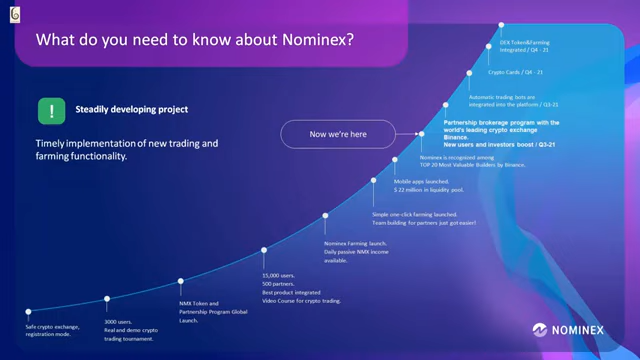 What do you need to know about Nominex?
!
Steadily developing project
Timely implementation of new trading and
farming functionality.
Now we're here
Safe crypto exchange,
registration mode.
3000 users.
Real and demo crypto
trading tournament.
NMX Token and
Partnership Program Global
Launch.
15,000 users.
500 partners.
Best product integrated
Video Course for crypto trading.
Nominex Farming launch.
Daily passive NMX income
available.
Simple one-click farming launched.
Team building for partners just got easier!
Mobile apps launched.
$ 22 million in liquidity pool.
Nominex is recognized among
TOP 20 Most Valuable Builders by Binance.
Partnership brokerage program with the
world's leading crypto exchange
Binance.
New users and investors boost / Q3-21
Automatic trading bots are
integrated into the platform / Q3-21
Crypto Cards / Q4 - 21
DEX Token&Farming
integrated / Q4 - 21
NOMINEX